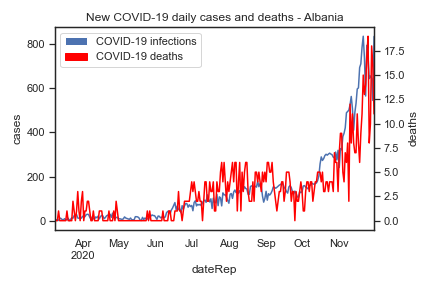 New COVID-19 daily cases and deaths - Albania
COVID-19 infections
COVID-19 deaths
800
600
400
200
0
cases
17.5
15.0
12.5
10.0
7.5
5.0
2.5
0.0
deaths
Apr May Jun Jul Aug Sep Oct Nov
2020
dateRep